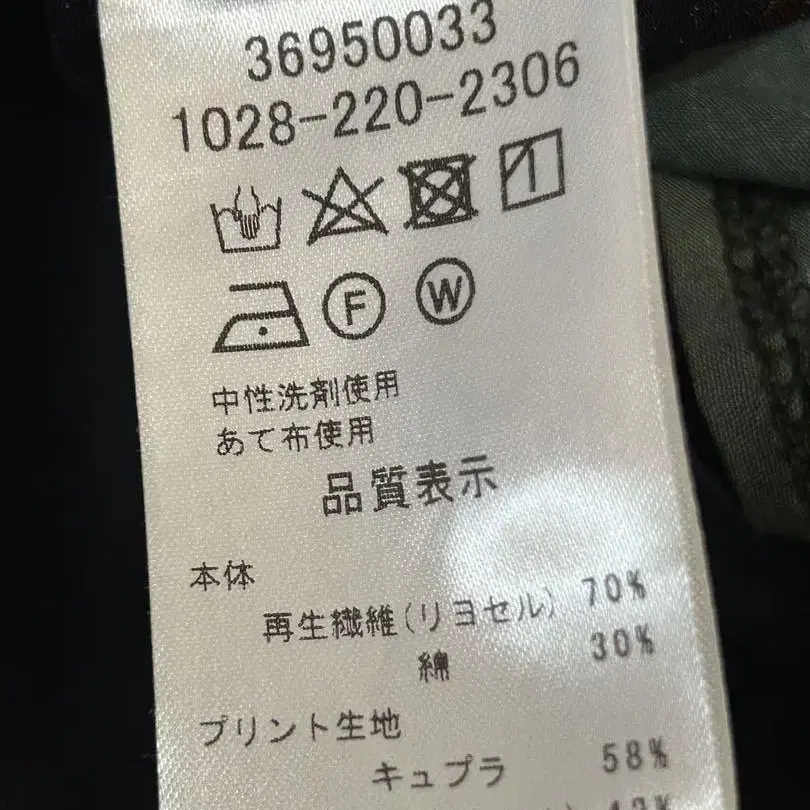 36950033
1028-220-2306
F W
中性洗剤使用
あて布使用
品質表示
本体
再生繊維(リヨセル) 70%
綿 30%
プリント生地
キュプラ 58%